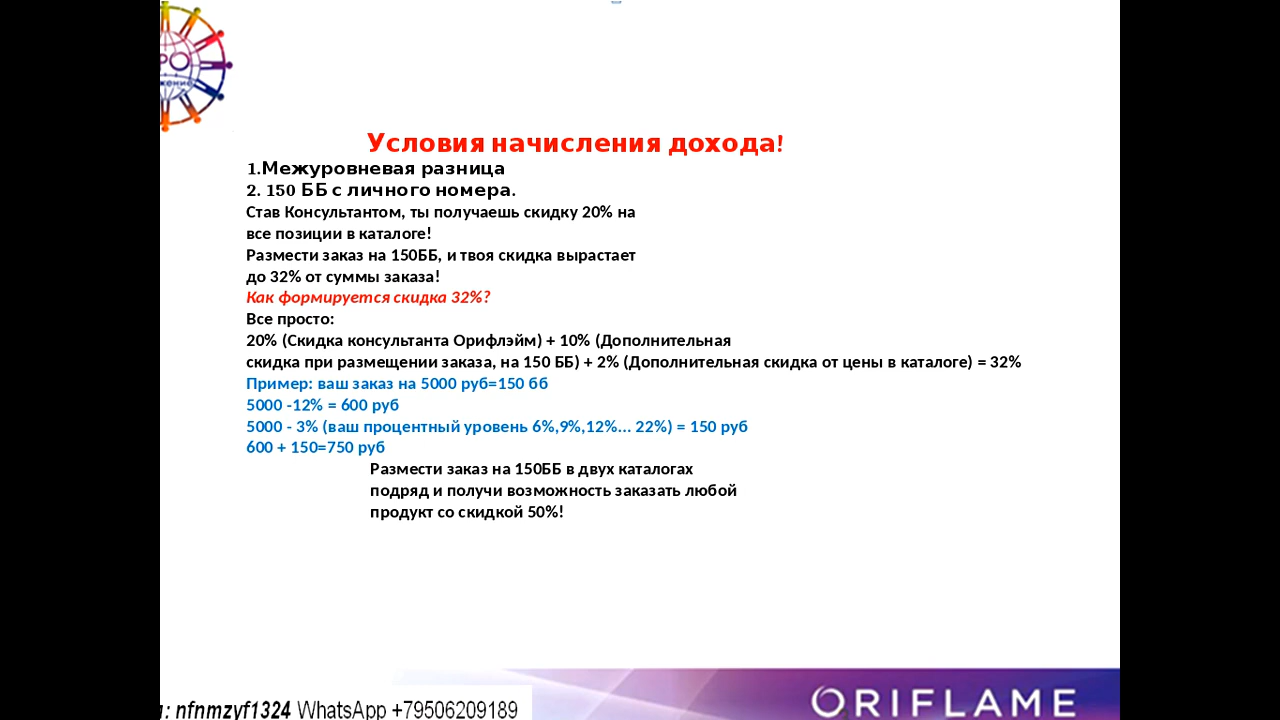 РО
жение
Условия начисления дохода!
1.Межуровневая разница
2. 150 ББ с личного номера.
Став Консультантом, ты получаешь скидку 20% на
все позиции в каталоге!
Размести заказ на 150ББ, и твоя скидка вырастает
до 32% от суммы заказа!
Как формируется скидка 32%?
Все просто:
20% (Скидка консультанта Орифлэйм) + 10% (Дополнительная
скидка при размещении заказа, на 150 ББ) + 2% (Дополнительная скидка от цены в каталоге) = 32%
Пример: ваш заказ на 5000 руб=150 бб
5000 -12% = 600 руб
5000 - 3% (ваш процентный уровень 6%,9%,12%... 22%) = 150 руб
600 + 150=750 руб
Размести заказ на 150ББ в двух каталогах
подряд и получи возможность заказать любой
продукт со скидкой 50%!
: nfnmzyf1324 WhatsApp +79506209189
ORIFLAME